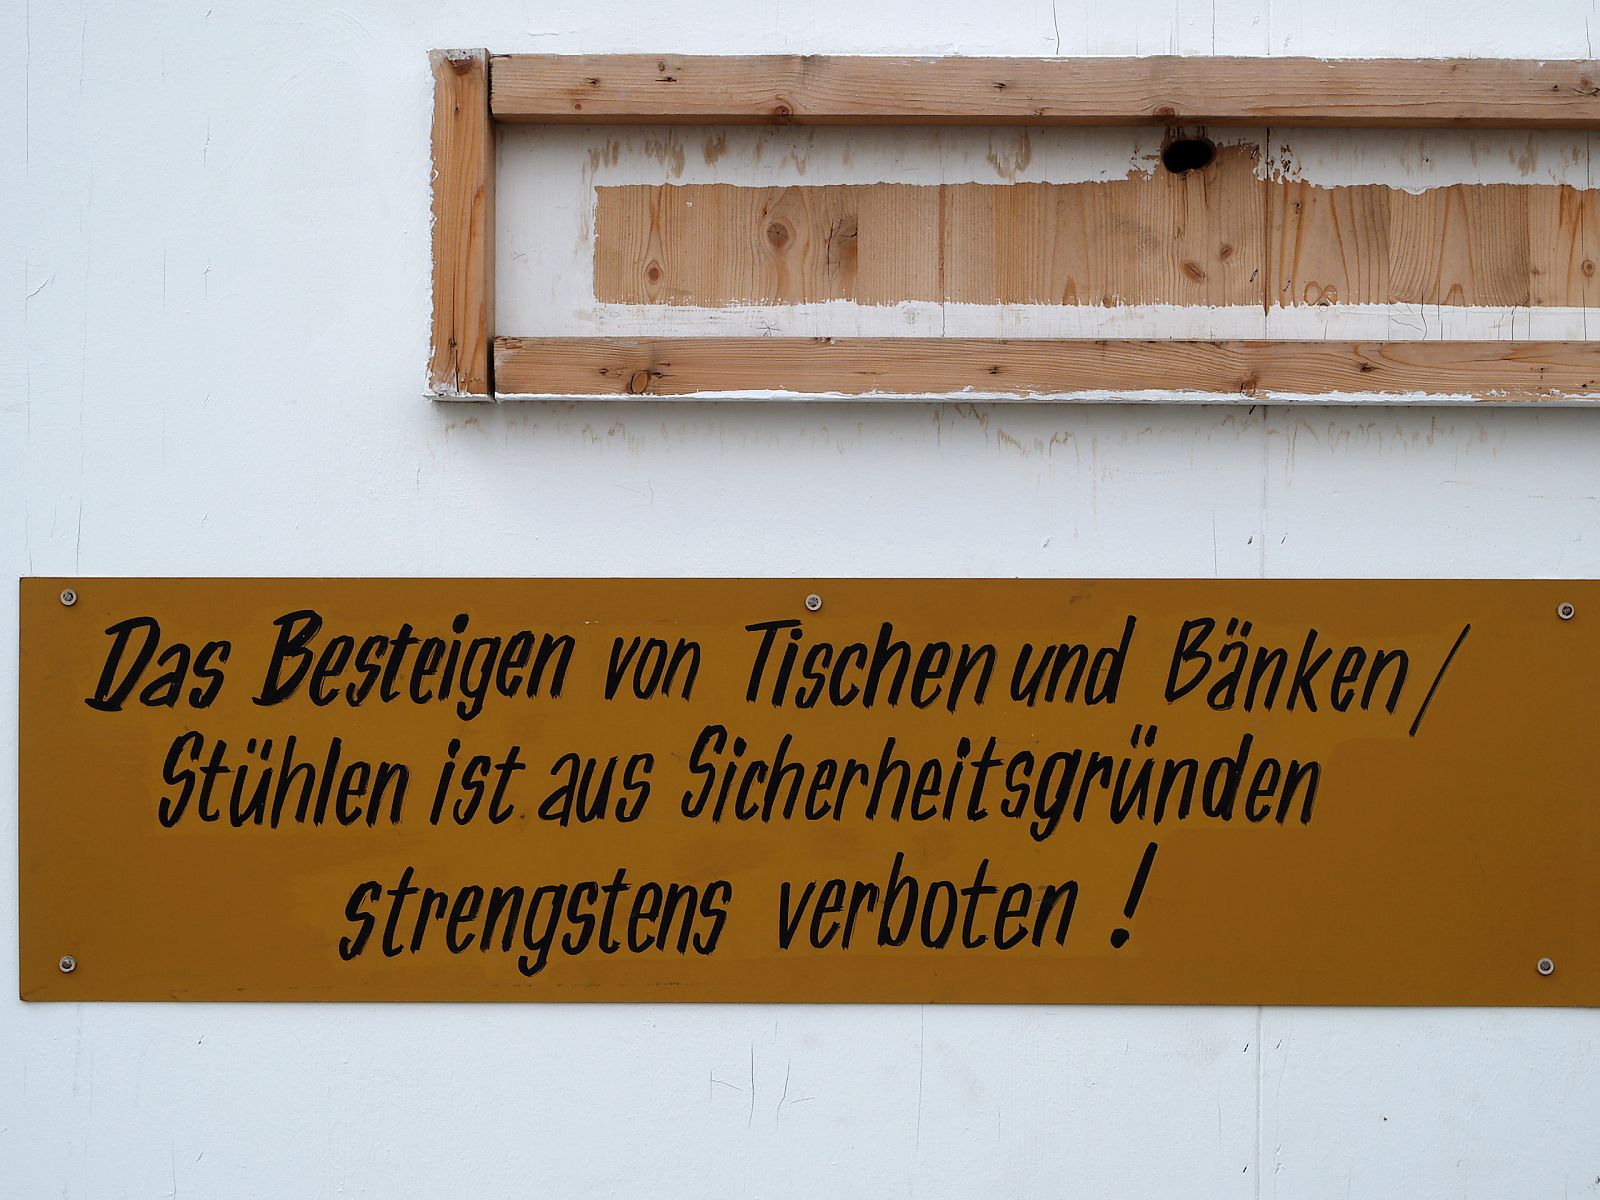 Das Besteigen von Tischen und Bänken/
Stühlen ist aus Sicherheitsgründen
strengstens verboten !